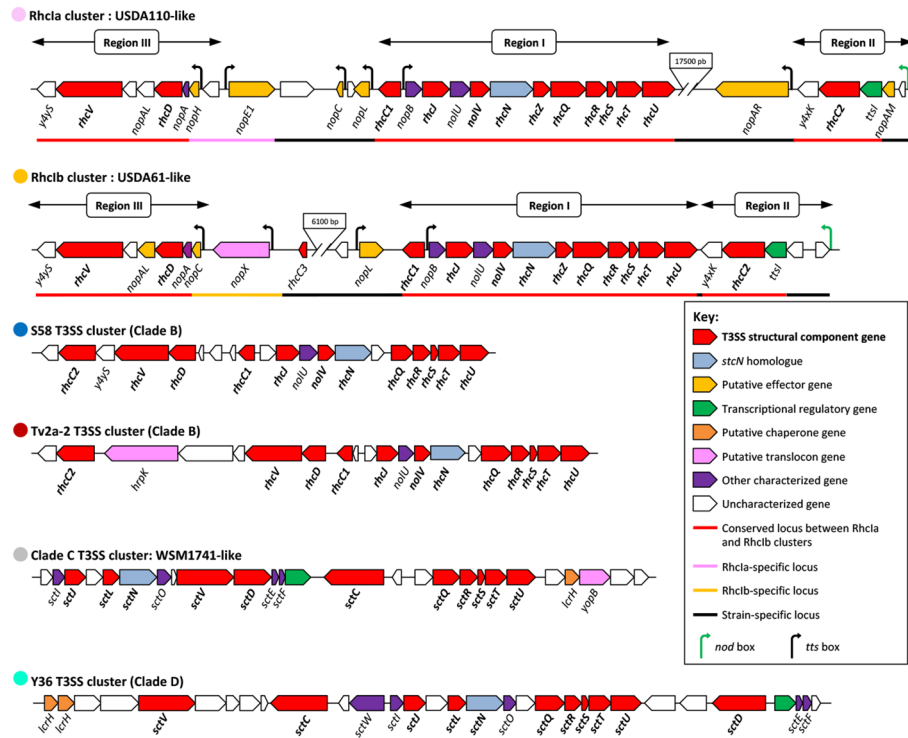 RhcIa cluster : USDA110-like
Region III
Region I
Region II
17500 pb
y4yS
rhcV
nopAL
rhcD
nopA
nopH
nopE1
nopC
nopL
rhcC1
nopB
rhcJ
nolU
nolV
rhcN
rhcZ
rhcQ
rhcR
rhcS
rhcT
rhcU
nopAR
y4xK
rhcC2
ttsI
nopAM
RhcIb cluster : USDA61-like
Region III
Region I
Region II
6100 bp
y4yS
rhcV
nopAL
rhcD
nopA
nopC
nopX
rhcC3
nopL
rhcC1
nopB
rhcJ
nolU
nolV
rhcN
rhcZ
rhcQ
rhcR
rhcS
rhcT
rhcU
y4xK
rhcC2
ttsI
S58 T3SS cluster (Clade B)
rhcC2
y4yS
rhcV
rhcD
rhcC1
rhcJ
nolU
nolV
rhcN
rhcQ
rhcR
rhcS
rhcT
rhcU
Tv2a-2 T3SS cluster (Clade B)
rhcC2
hrpK
rhcV
rhcD
rhcC1
rhcJ
nolU
nolV
rhcN
rhcQ
rhcR
rhcS
rhcT
rhcU
Clade C T3SS cluster: WSM1741-like
sctI
sctJ
sctL
sctN
sctO
sctV
sctD
sctE
sctF
sctC
sctQ
sctR
sctS
sctT
sctU
lcrH
yopB
Y36 T3SS cluster (Clade D)
lcrH
lcrH
sctV
sctC
sctW
sctI
sctJ
sctL
sctN
sctO
sctQ
sctR
sctS
sctT
sctU
sctD
sctE
sctF
Key:
T3SS structural component gene
stcN homologue
Putative effector gene
Transcriptional regulatory gene
Putative chaperone gene
Putative translocon gene
Other characterized gene
Uncharacterized gene
Conserved locus between RhcIa
and RhcIb clusters
RhcIa-specific locus
RhcIb-specific locus
Strain-specific locus
nod box
tts box